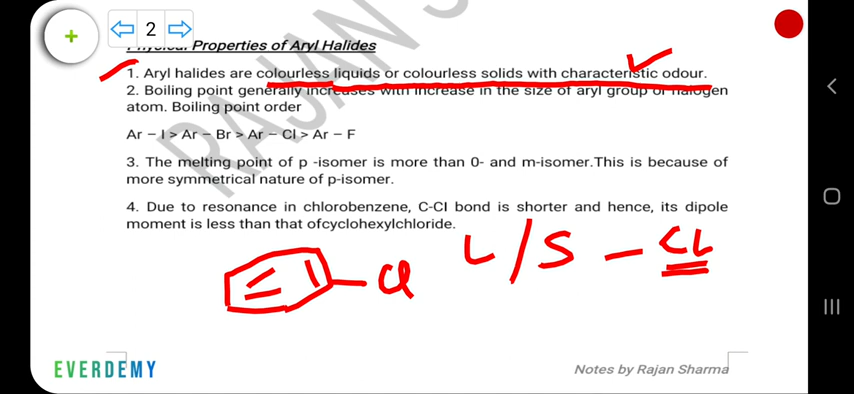 2
Physical Properties of Aryl Halides
1. Aryl halides are colourless liquids or colourless solids with characteristic odour.
2. Boiling point generally increases with increase in the size of aryl group or halogen
atom. Boiling point order
Ar – I > Ar – Br > Ar – Cl > Ar – F
3. The melting point of p -isomer is more than 0- and m-isomer.This is because of
more symmetrical nature of p-isomer.
4. Due to resonance in chlorobenzene, C-CI bond is shorter and hence, its dipole
moment is less than that ofcyclohexylchloride.
L/S – CL
Cl
EVERDEMY
Notes by Rajan Sharma